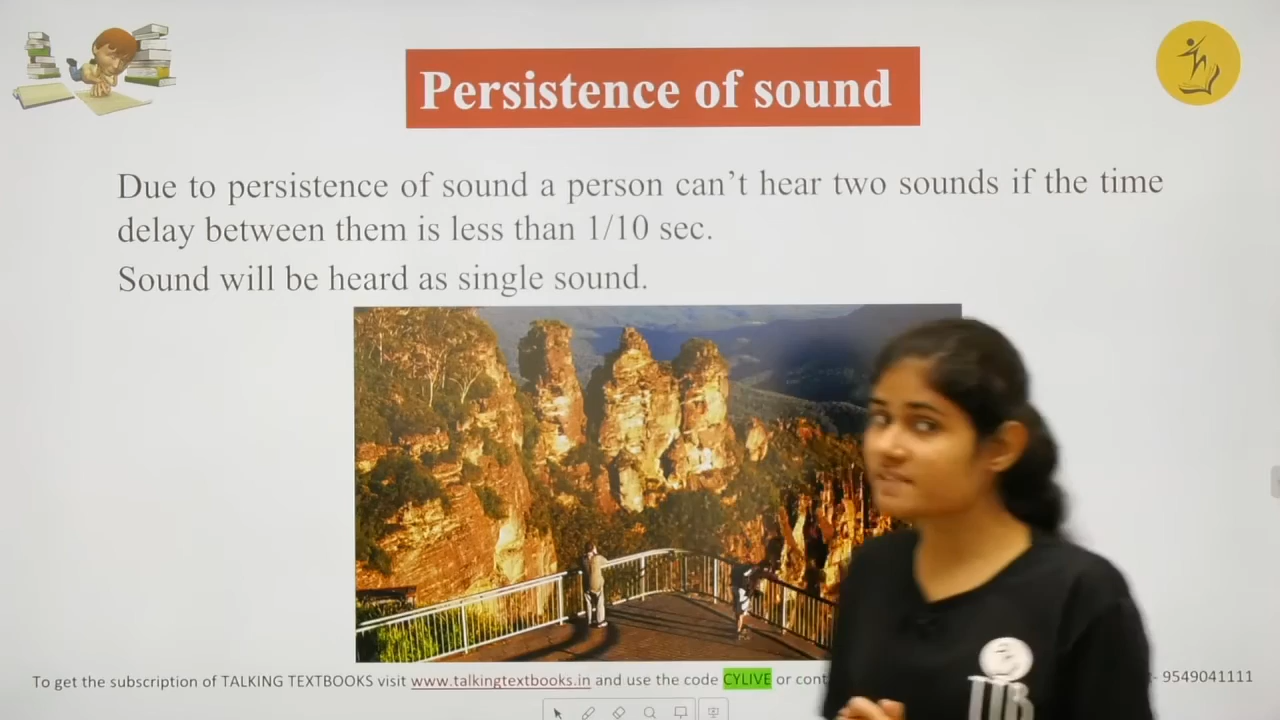 Persistence of sound
Due to persistence of sound a person can’t hear two sounds if the time
delay between them is less than 1/10 sec.
Sound will be heard as single sound.
To get the subscription of TALKING TEXTBOOKS visit www.talkingtextbooks.in and use the code CYLIVE or - 9549041111